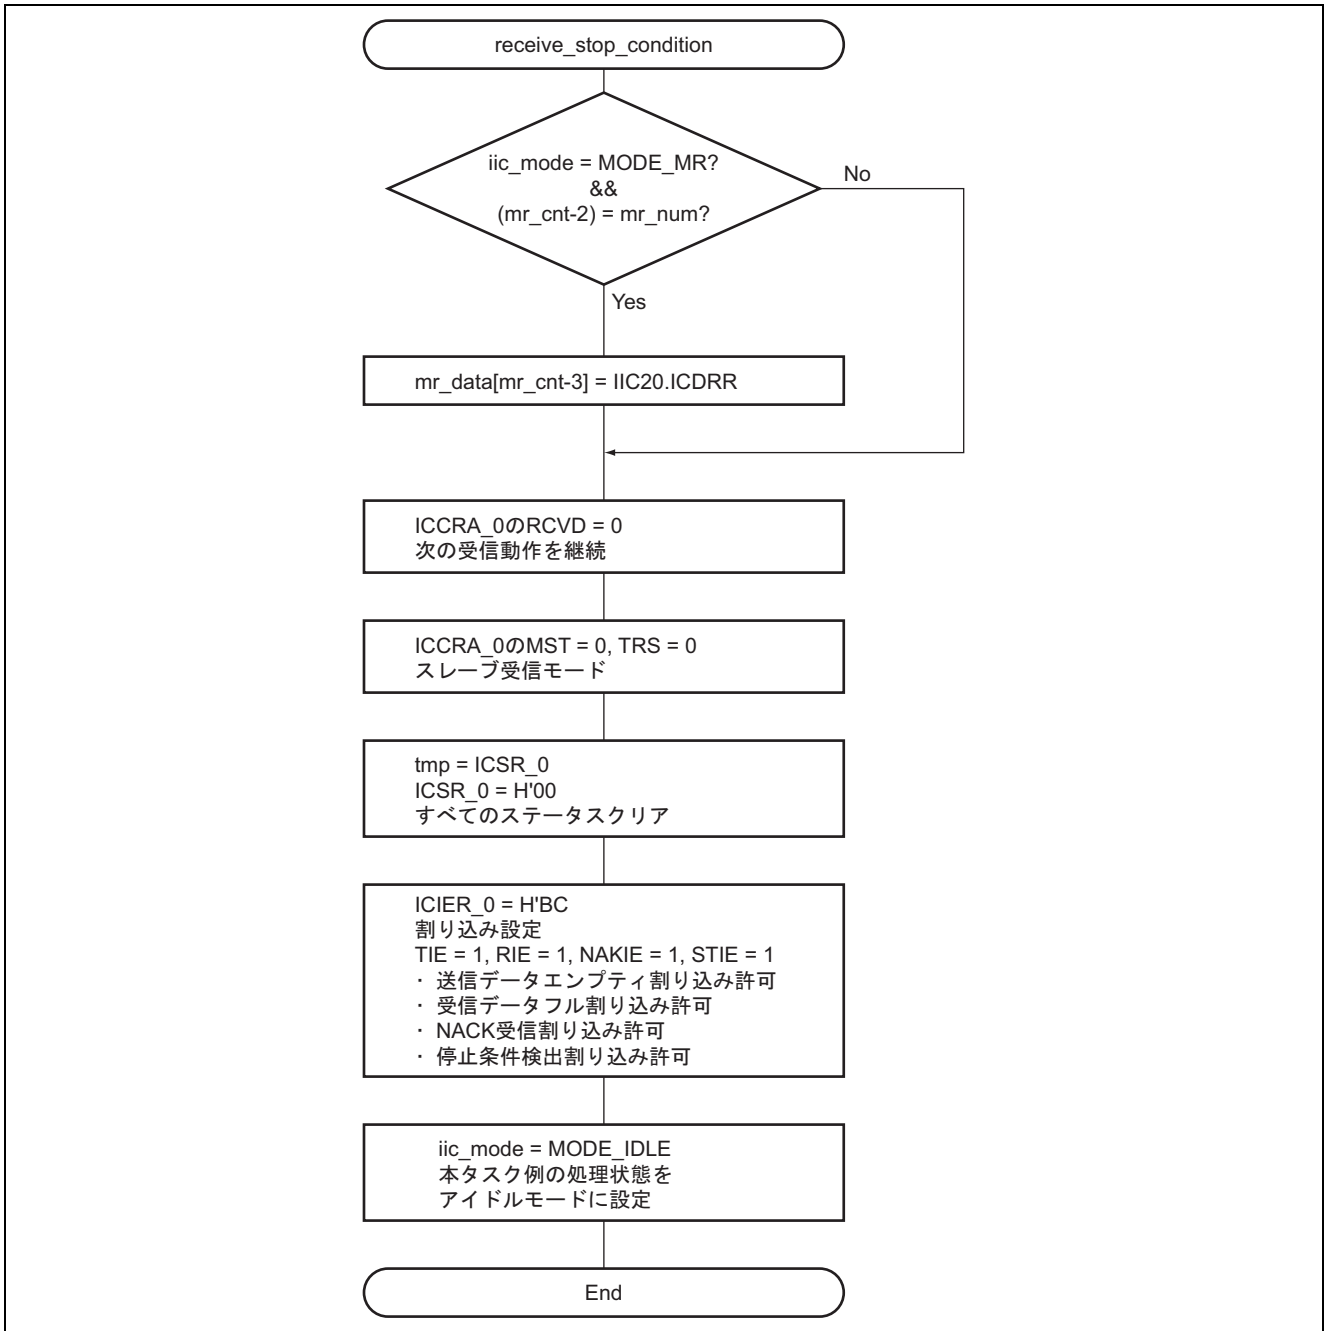 receive_stop_condition
iic_mode = MODE_MR?
&&
(mr_cnt-2) = mr_num?
No
Yes
mr_data[mr_cnt-3] = IIC20.ICDRR
ICCRA_0のRCVD = 0
次の受信動作を継続
ICCRA_0のMST = 0, TRS = 0
スレーブ受信モード
tmp = ICSR_0
ICSR_0 = H'00
すべてのステータスクリア
ICIER_0 = H'BC
割り込み設定
TIE = 1, RIE = 1, NAKIE = 1, STIE = 1
・ 送信データエンプティ割り込み許可
・ 受信データフル割り込み許可
・ NACK受信割り込み許可
・ 停止条件検出割り込み許可
iic_mode = MODE_IDLE
本タスク例の処理状態を
アイドルモードに設定
End